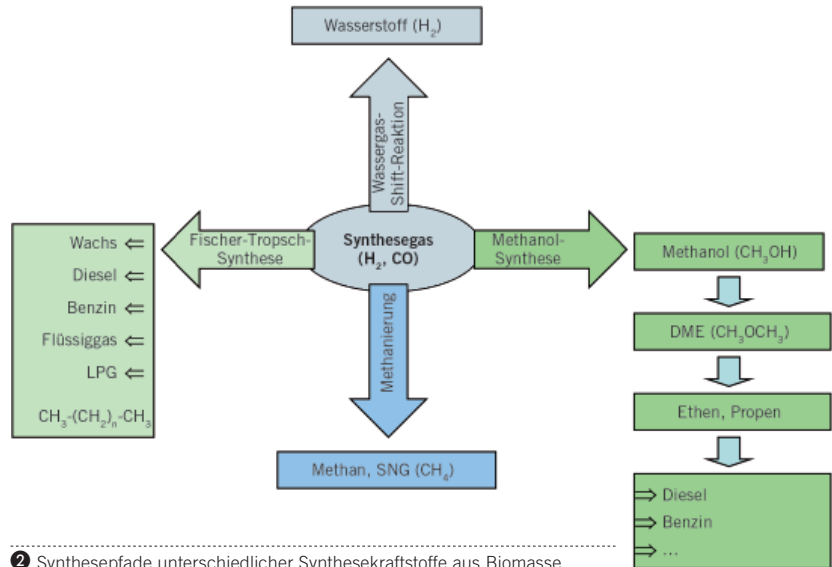 Wasserstoff (H₂)
Wassergas-
Shift-Reaktion
Wachs ⇐
Diesel ⇐
Benzin ⇐
Flüssiggas ⇐
LPG ⇐
CH₃-(CH₂)ₙ-CH₃
Fischer-Tropsch-
Synthese
Synthesegas
(H₂, CO)
Methanol-
Synthese
Methanol (CH₃OH)
DME (CH₃OCH₃)
Ethen, Propen
⇒ Diesel
⇒ Benzin
⇒ ...
Methanierung
Methan, SNG (CH₄)
❷ Synthesepfade unterschiedlicher Synthesekraftstoffe aus Biomasse